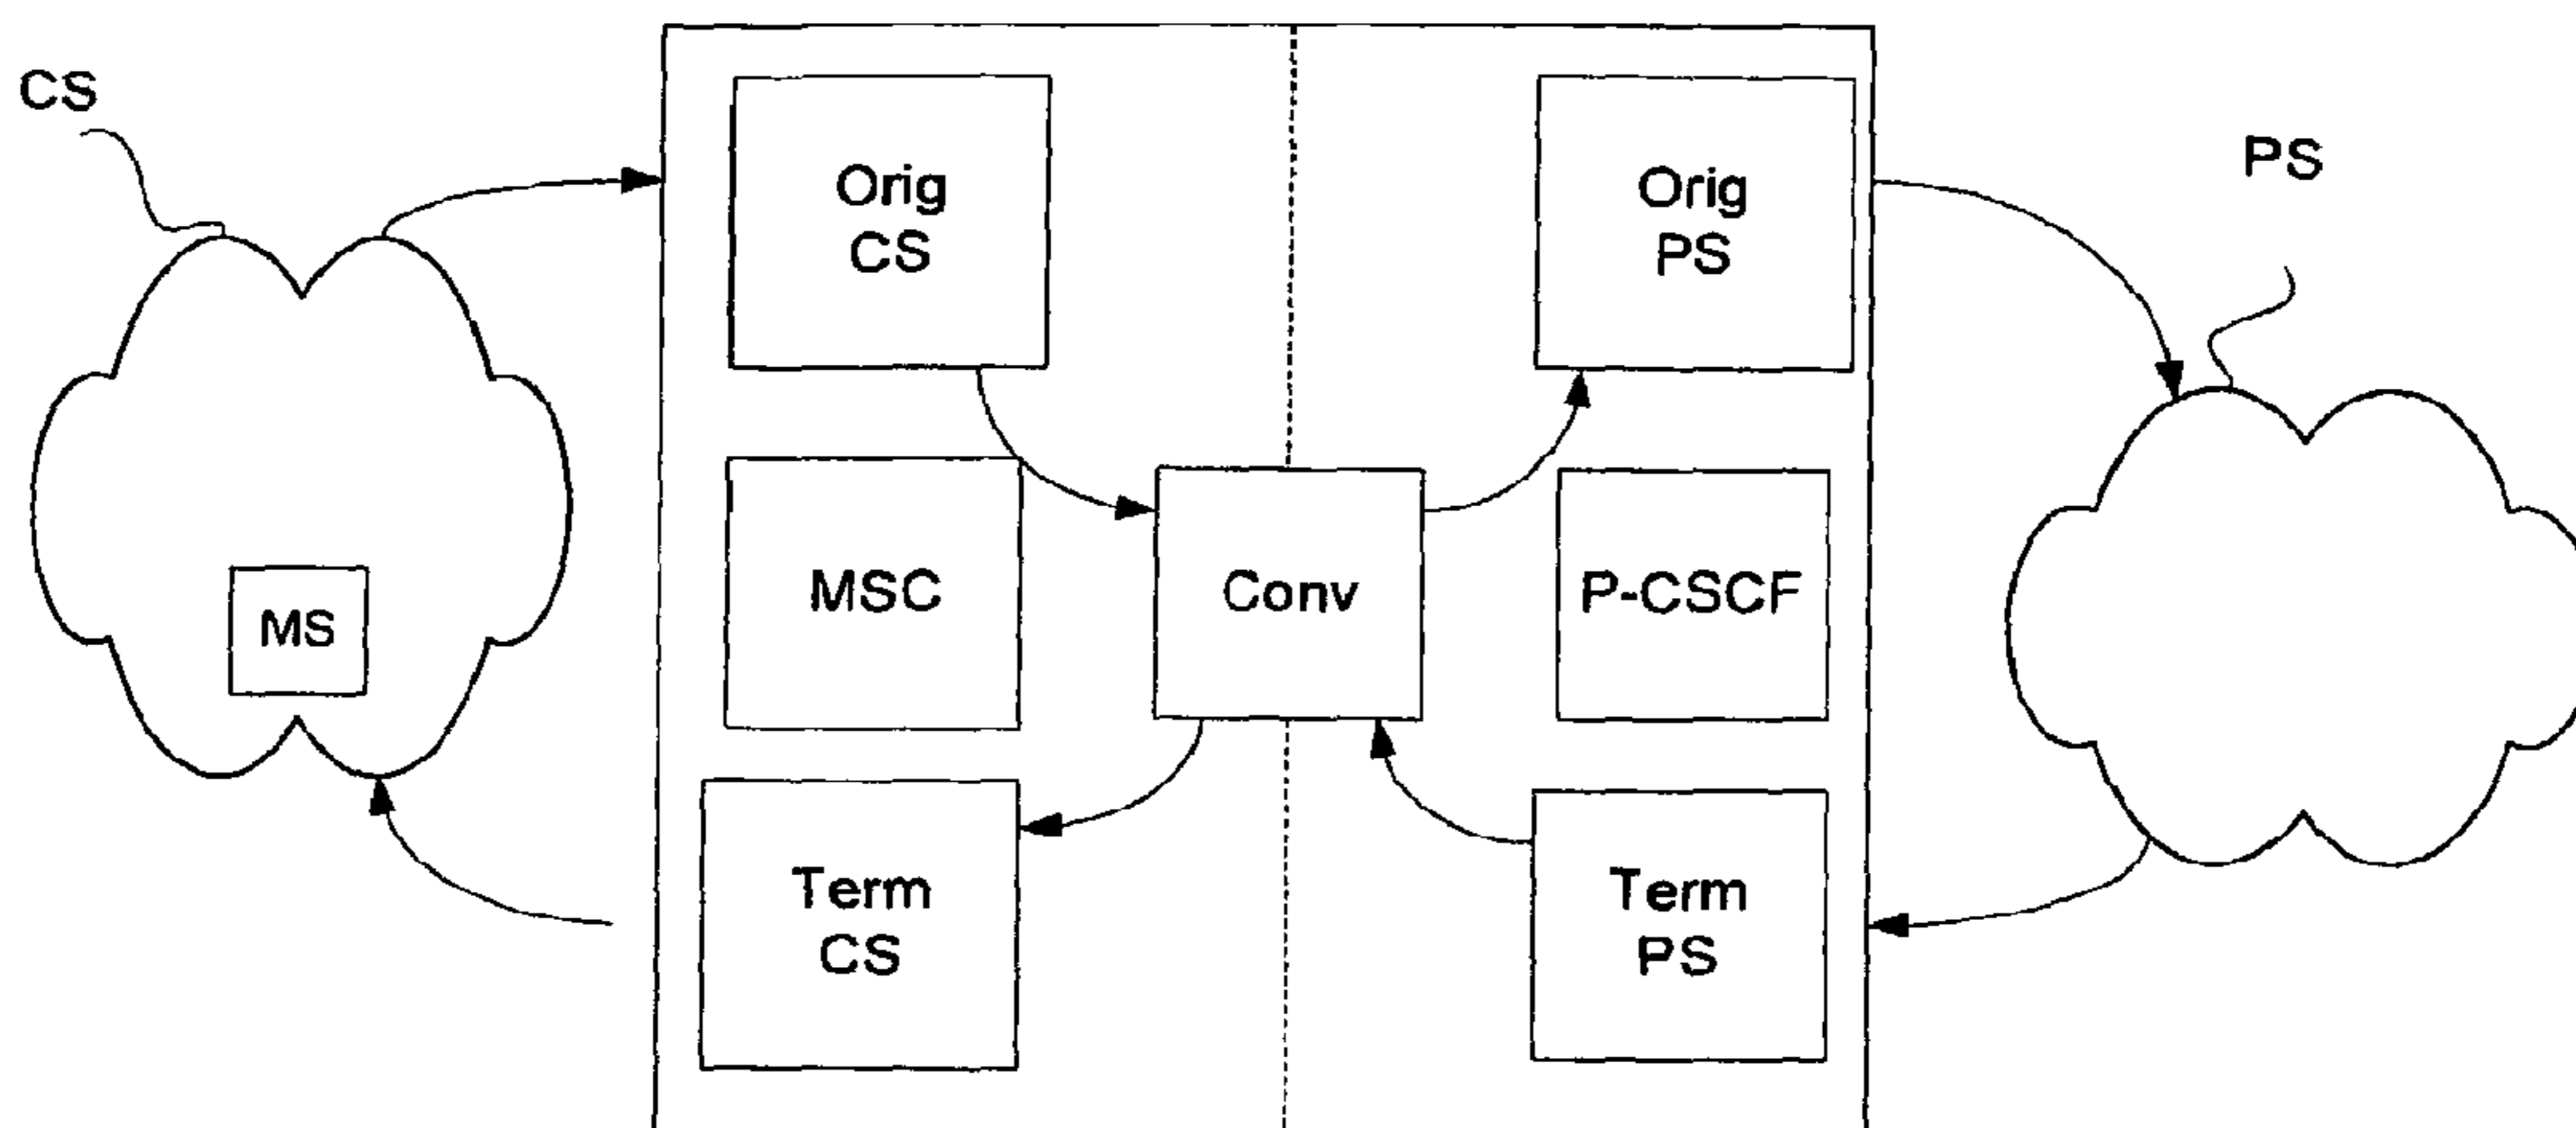 CS
PS
Orig
CS
Orig
PS
MSC
Conv
P-CSCF
MS
Term
CS
Term
PS